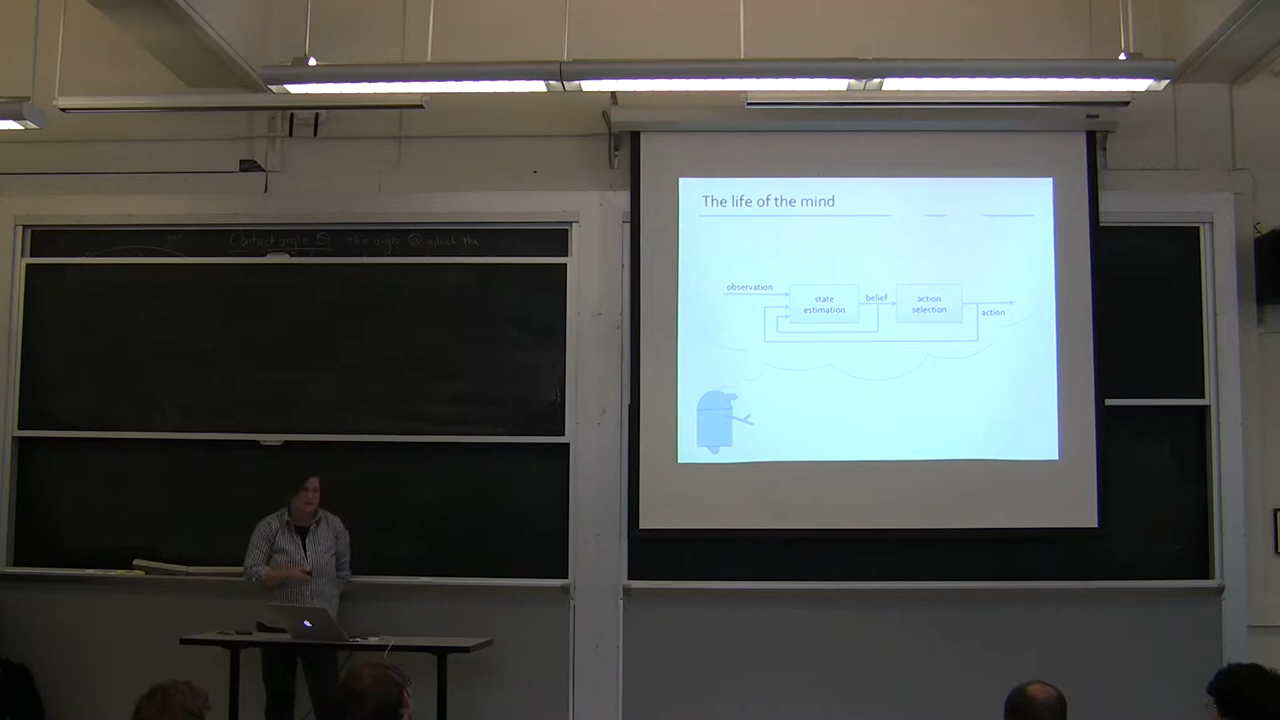 Contact angle Θ the angle @ which the
The life of the mind
observation
state
estimation
belief
action
selection
action